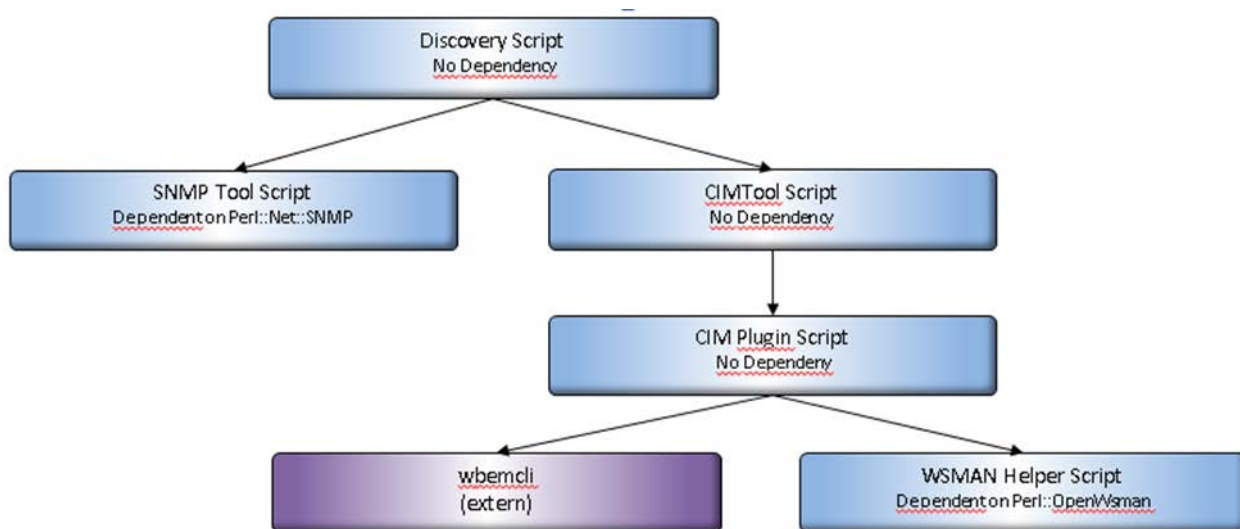 Discovery Script
No Dependency
SNMP Tool Script
Dependent on Perl::Net::SNMP
CIMTool Script
No Dependency
CIM Plugin Script
No Dependeny
wbemcli
(extern)
WSMAN Helper Script
Dependent on Perl::OpenWsman